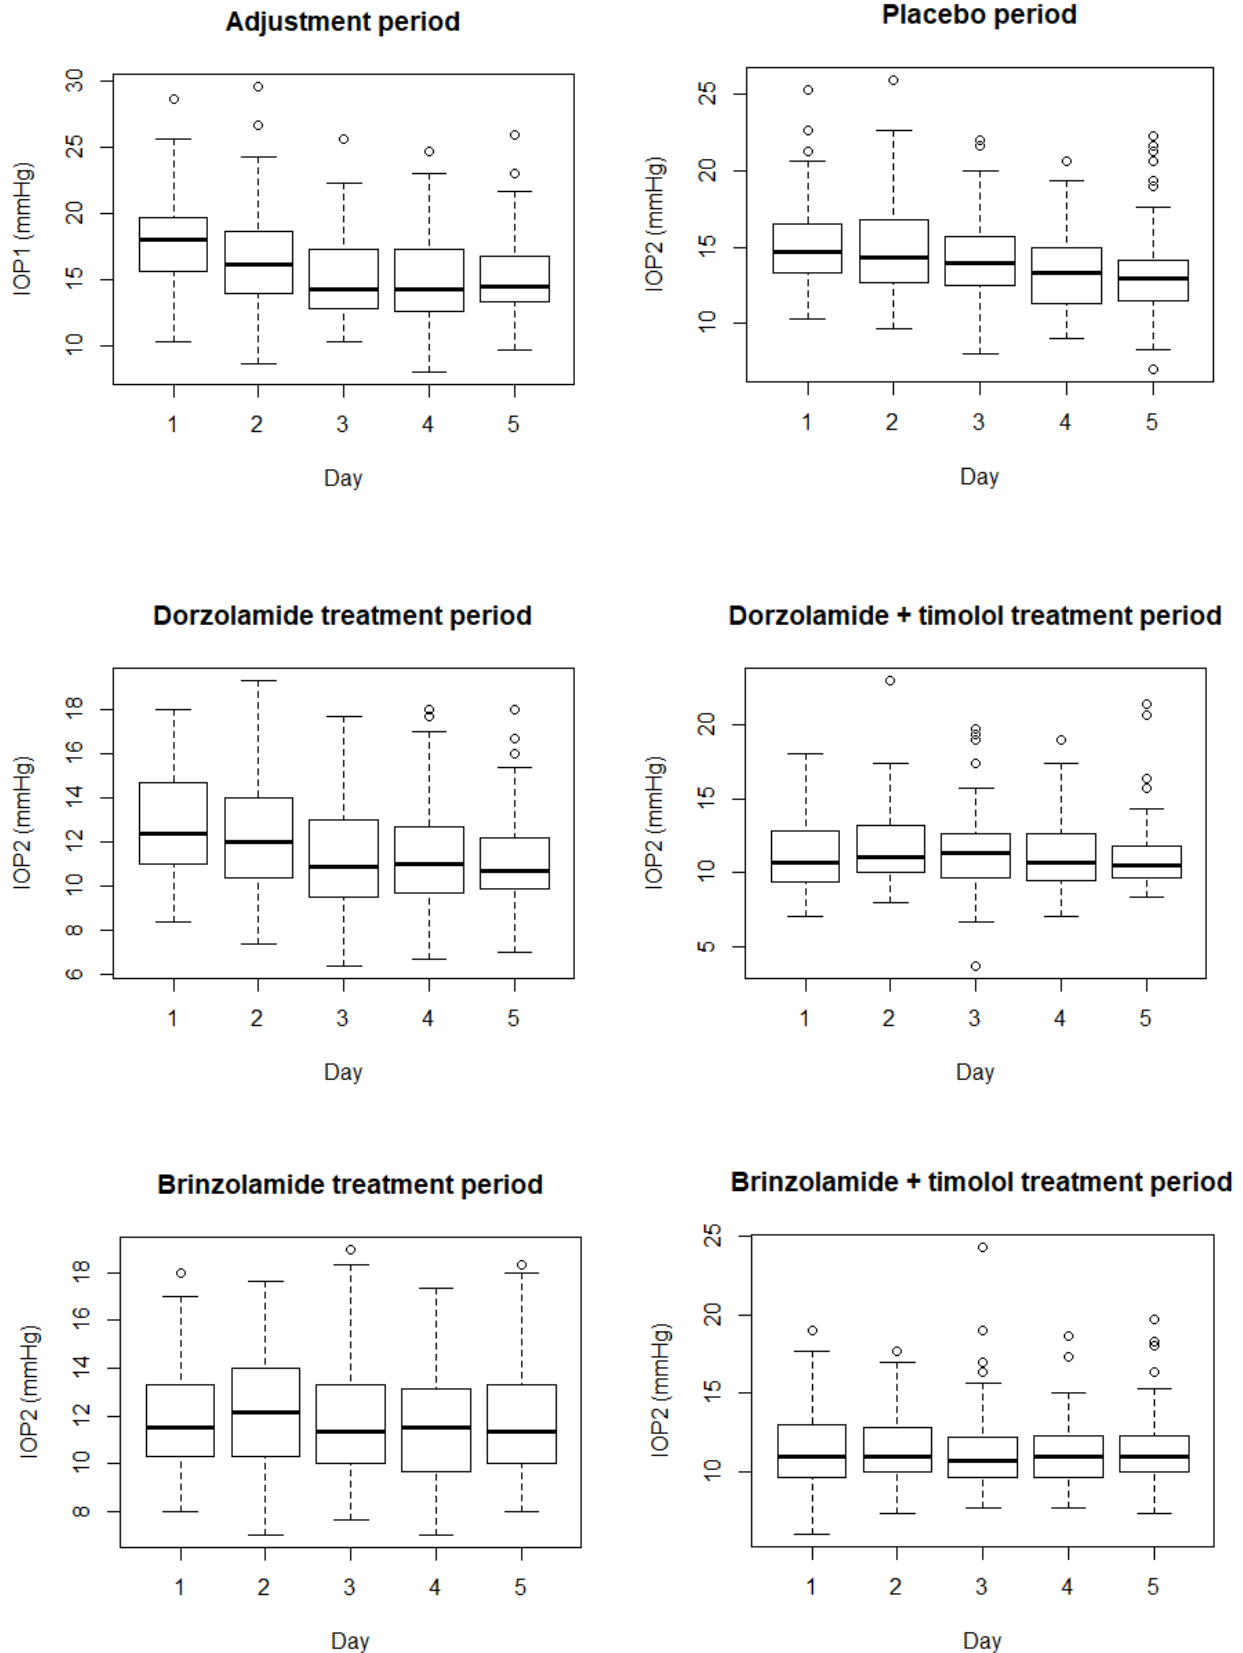 Adjustment period
IOP1 (mmHg)
30
25
20
15
10
1 2 3 4 5
Day
Placebo period
IOP2 (mmHg)
25
20
15
10
1 2 3 4 5
Day
Dorzolamide treatment period
IOP2 (mmHg)
18
16
14
12
10
8
6
1 2 3 4 5
Day
Dorzolamide + timolol treatment period
IOP2 (mmHg)
20
15
10
5
1 2 3 4 5
Day
Brinzolamide treatment period
IOP2 (mmHg)
18
16
14
12
10
8
1 2 3 4 5
Day
Brinzolamide + timolol treatment period
IOP2 (mmHg)
25
20
15
10
1 2 3 4 5
Day